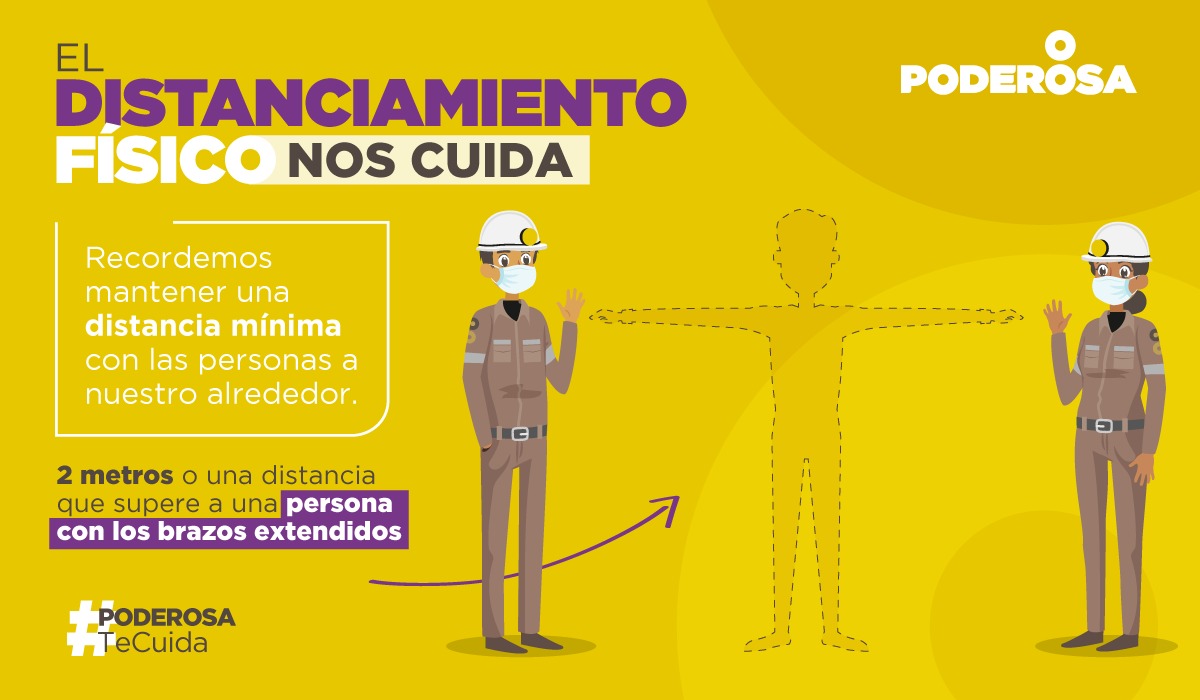 EL
DISTANCIAMIENTO
FÍSICO NOS CUIDA
PODEROSA
Recordemos
mantener una
distancia mínima
con las personas a
nuestro alrededor.
2 metros o una distancia
que supere a una persona
con los brazos extendidos
#PODEROSA
TeCuida